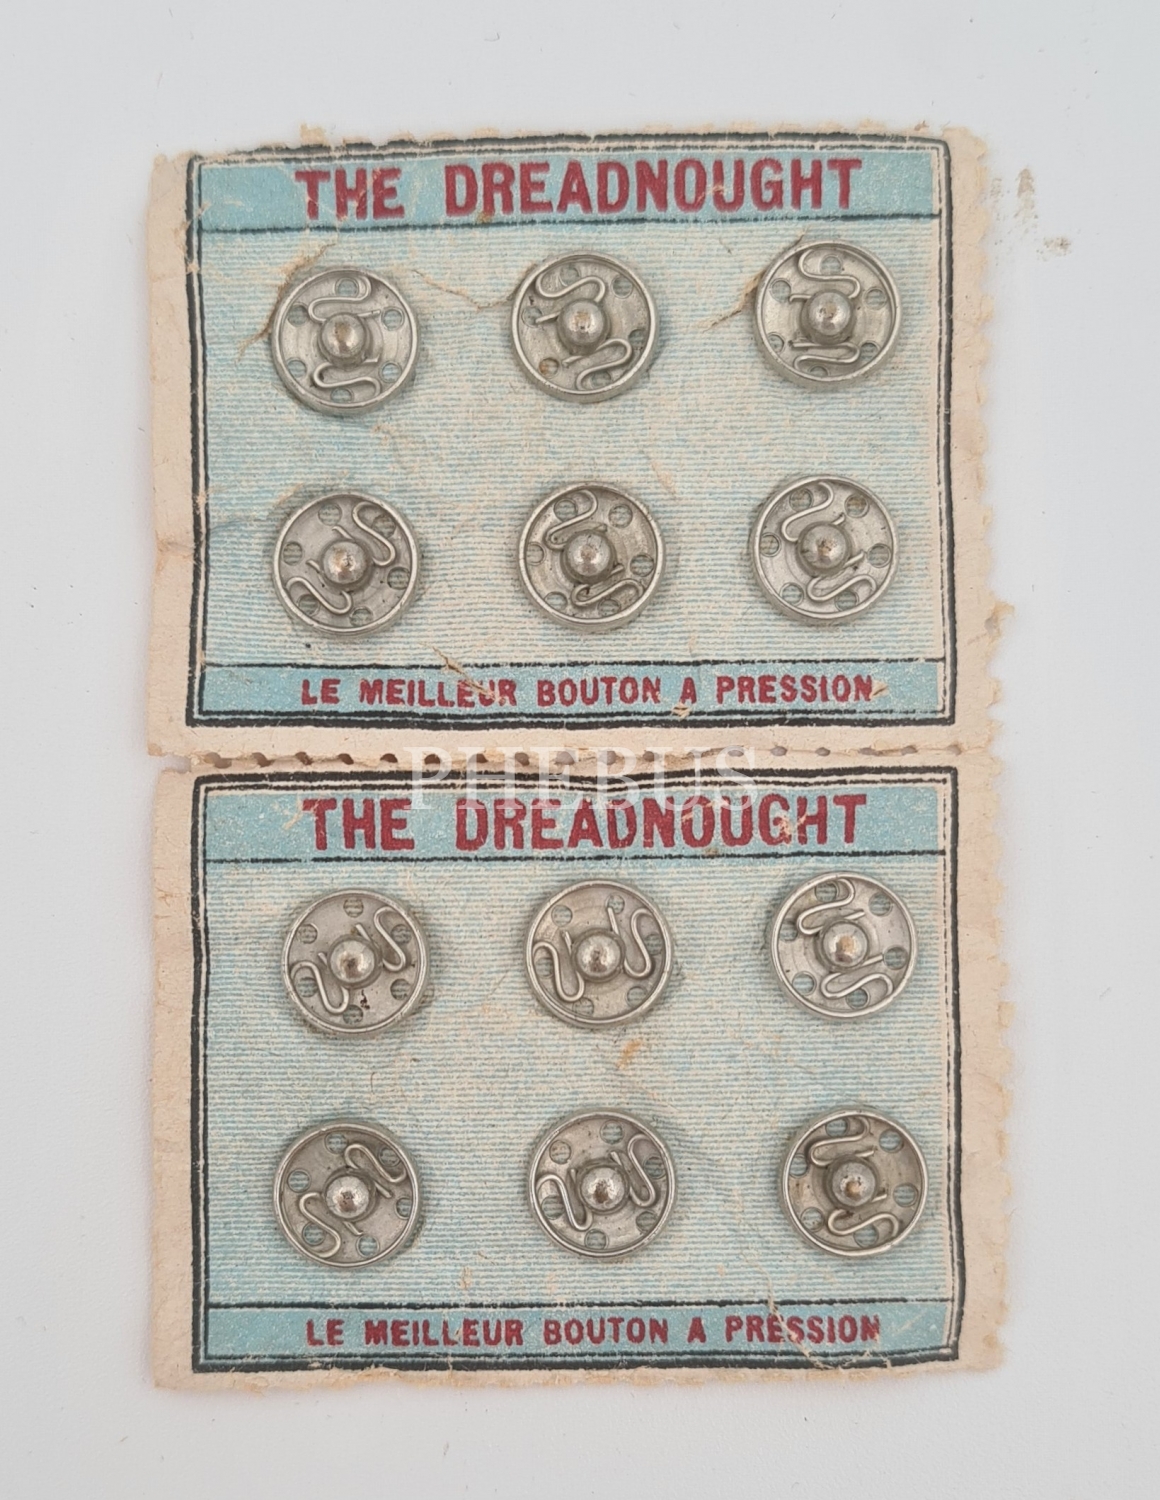 THE DREADNOUGHT
LE MEILLEUR BOUTON A PRESSION
PHEBUS
THE DREADNOUGHT
LE MEILLEUR BOUTON A PRESSION